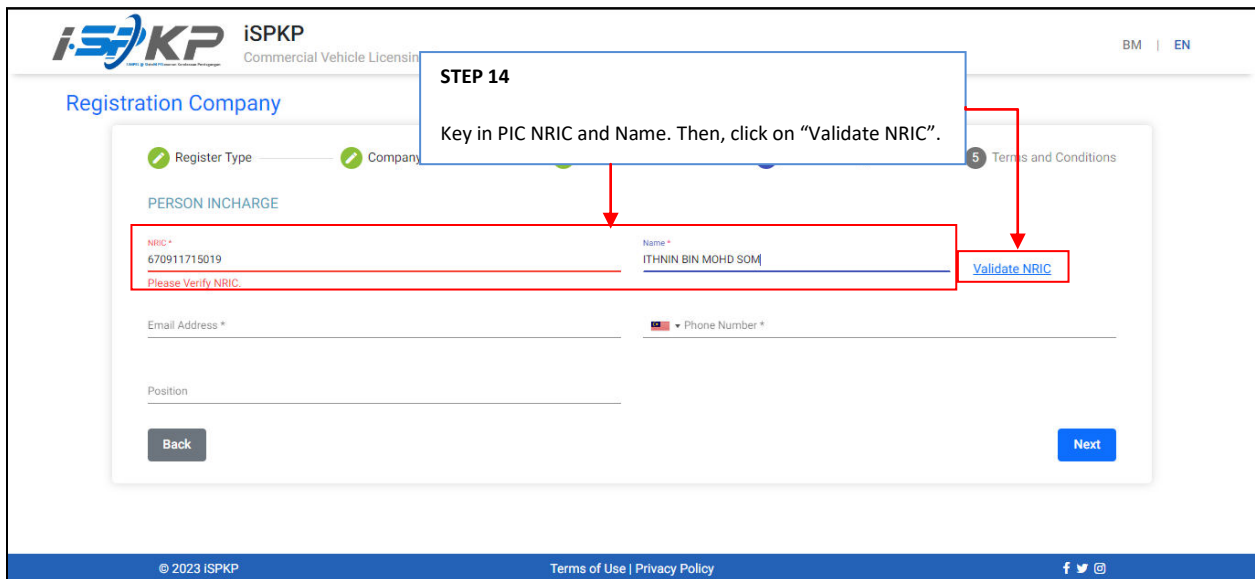 iSPKP
iSPKP
Commercial Vehicle Licensin
BM | EN
STEP 14
Key in PIC NRIC and Name. Then, click on “Validate NRIC”.
Registration Company
Register Type
Company
5 Terms and Conditions
PERSON INCHARGE
NRIC *
670911715019
Name *
ITHNIN BIN MOHD SOM
Validate NRIC
Please Verify NRIC.
Email Address *
Phone Number *
Position
Back
Next
© 2023 iSPKP
Terms of Use | Privacy Policy